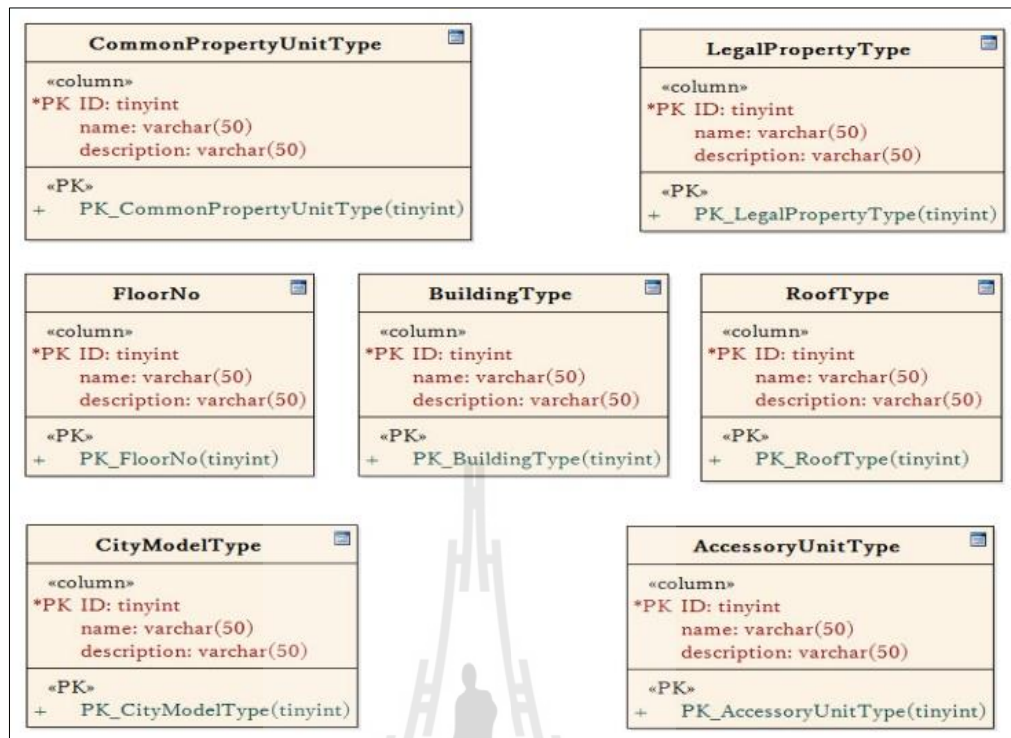 CommonPropertyUnitType
«column»
*PK ID: tinyint
name: varchar(50)
description: varchar(50)
«PK»
+ PK_CommonPropertyUnitType(tinyint)
LegalPropertyType
«column»
*PK ID: tinyint
name: varchar(50)
description: varchar(50)
«PK»
+ PK_LegalPropertyType(tinyint)
FloorNo
«column»
*PK ID: tinyint
name: varchar(50)
description: varchar(50)
«PK»
+ PK_FloorNo(tinyint)
BuildingType
«column»
*PK ID: tinyint
name: varchar(50)
description: varchar(50)
«PK»
+ PK_BuildingType(tinyint)
RoofType
«column»
*PK ID: tinyint
name: varchar(50)
description: varchar(50)
«PK»
+ PK_RoofType(tinyint)
CityModelType
«column»
*PK ID: tinyint
name: varchar(50)
description: varchar(50)
«PK»
+ PK_CityModelType(tinyint)
AccessoryUnitType
«column»
*PK ID: tinyint
name: varchar(50)
description: varchar(50)
«PK»
+ PK_AccessoryUnitType(tinyint)